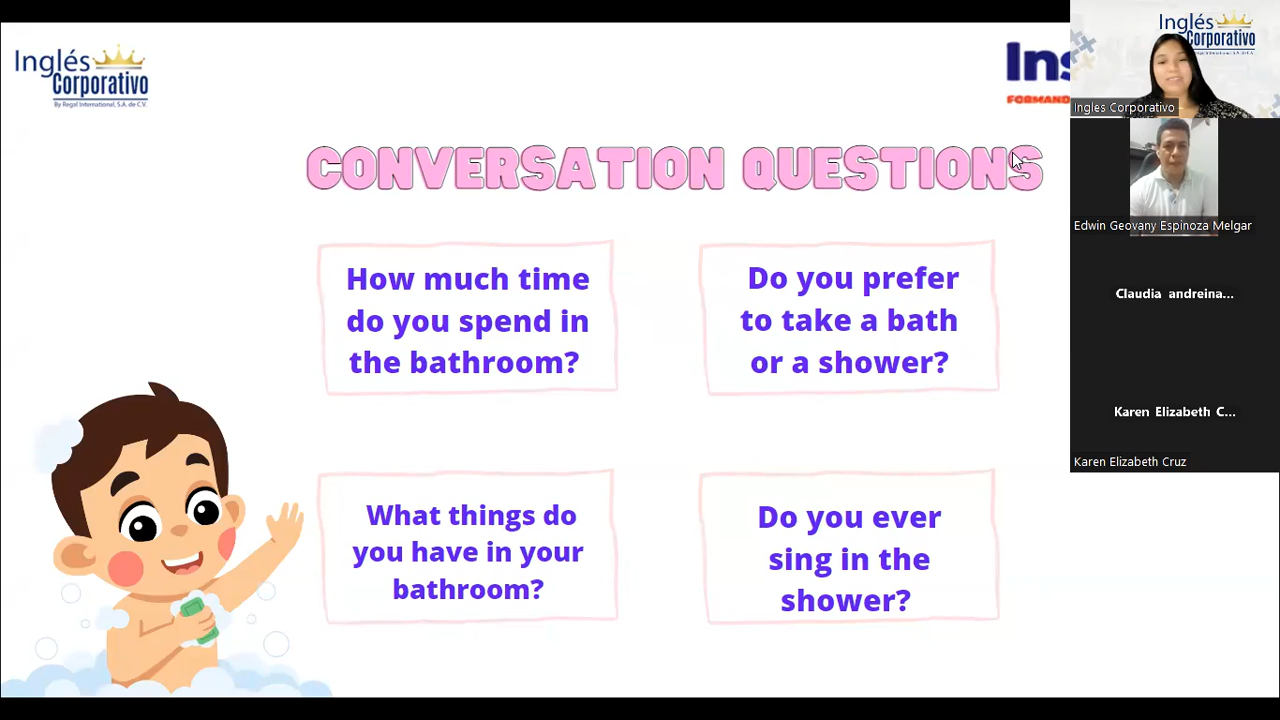 Inglés
Corporativo
By Regal International, S.A. de C.V.
Ins
FORMAND
CONVERSATION QUESTIONS
How much time
do you spend in
the bathroom?
Do you prefer
to take a bath
or a shower?
What things do
you have in your
bathroom?
Do you ever
sing in the
shower?
Inglés
Corporativo
Ingles Corporativo
Edwin Geovany Espinoza Melgar
Claudia andreina...
Karen Elizabeth C...
Karen Elizabeth Cruz